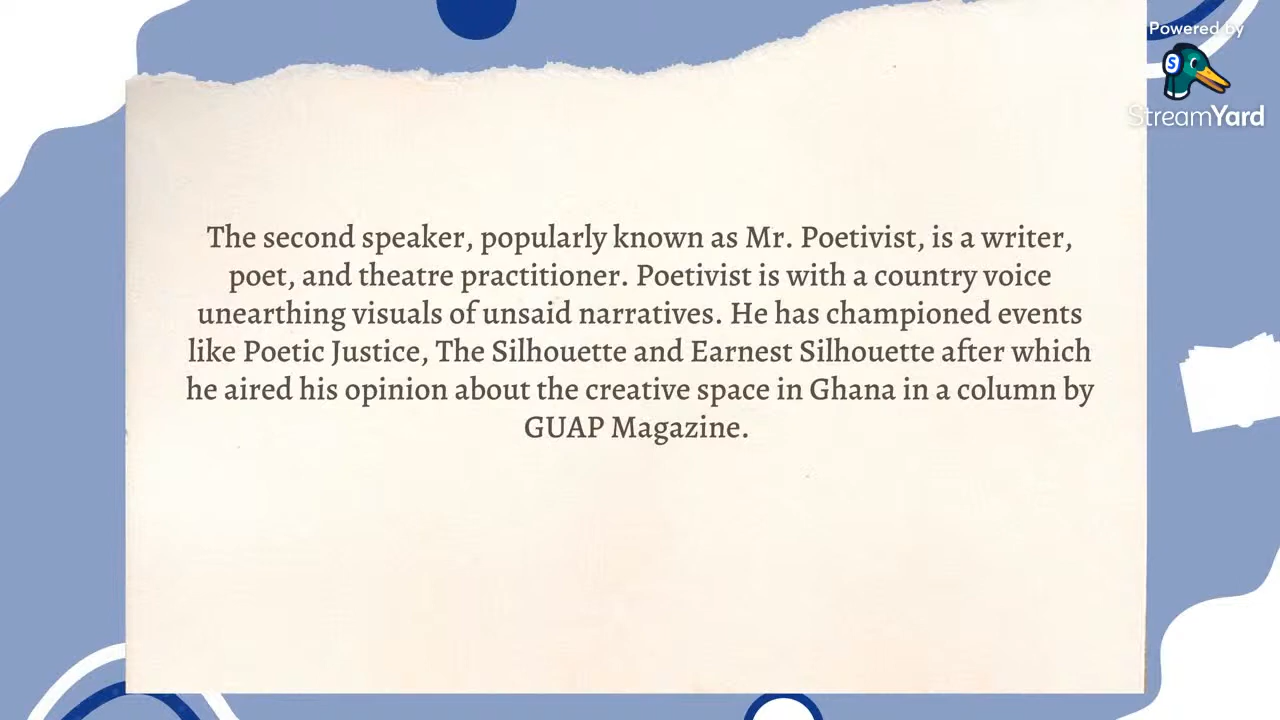 Powered by
StreamYard
The second speaker, popularly known as Mr. Poetivist, is a writer,
poet, and theatre practitioner. Poetivist is with a country voice
unearthing visuals of unsaid narratives. He has championed events
like Poetic Justice, The Silhouette and Earnest Silhouette after which
he aired his opinion about the creative space in Ghana in a column by
GUAP Magazine.